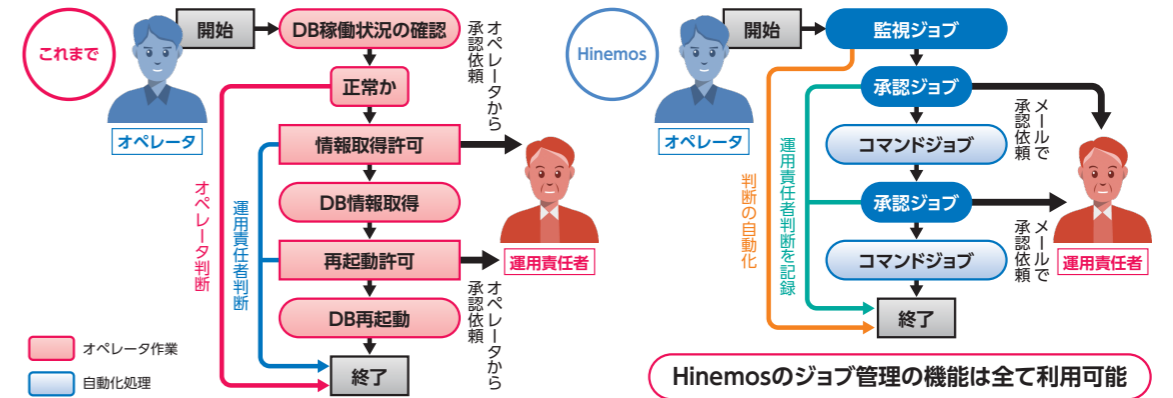 これまで
開始
DB稼働状況の確認
正常か
情報取得許可
DB情報取得
再起動許可
DB再起動
終了
オペレータ
オペレータから
承認依頼
運用責任者
オペレータから
承認依頼
オペレータ判断
運用責任者判断
オペレータ作業
自動化処理
Hinemos
開始
監視ジョブ
承認ジョブ
コマンドジョブ
承認ジョブ
コマンドジョブ
終了
オペレータ
メールで
承認依頼
メールで
承認依頼
運用責任者
判断の自動化
運用責任者判断を記録
Hinemosのジョブ管理の機能は全て利用可能